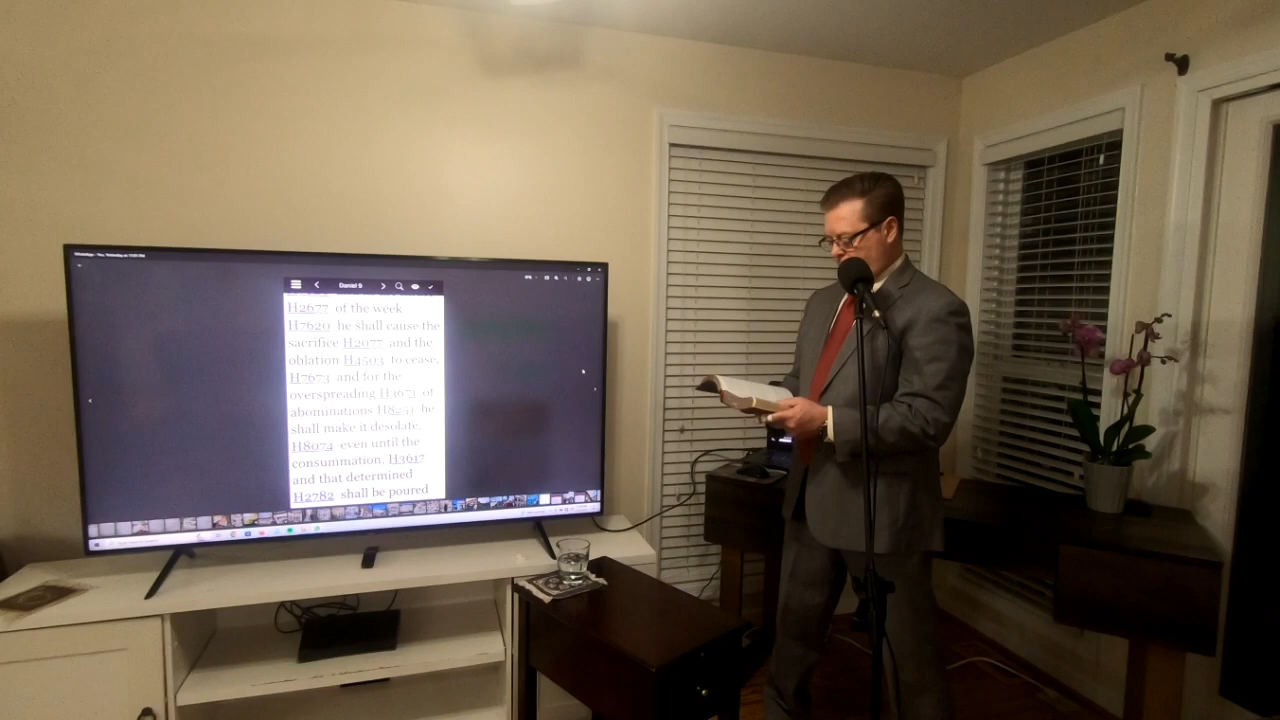 Daniel 9
H2677 of the week
H7620 he shall cause the
sacrifice H2077 and the
oblation H4503 to cease,
H7673 and for the
overspreading H3671 of
abominations H8251 he
shall make it desolate,
H8074 even until the
consummation, H3617
and that determined
H2782 shall be poured